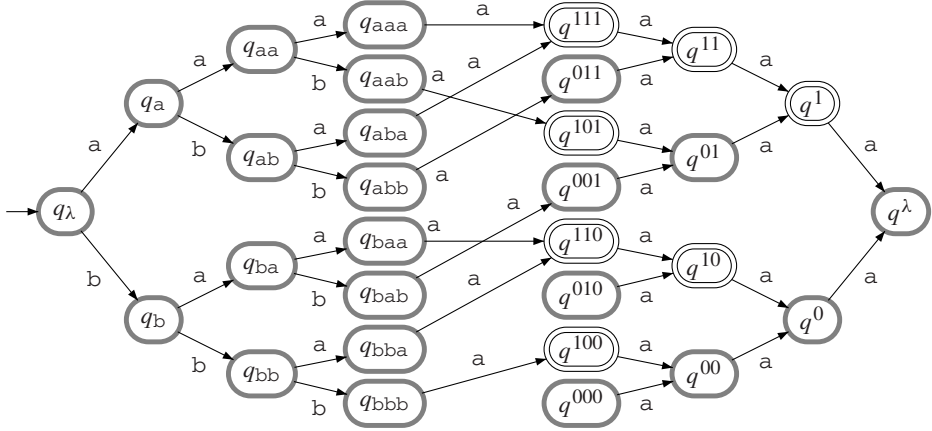 q_aaa a q^111 a
q_aa a q^11 a
a b q_aab a a q^011 a
q_a q^1
b a q_aba q^101 a a
q_ab q^01 a
a b q_abb a q^001 a a
q_λ q^λ
b a q_baa a q^110 a
q_ba q^10 a
a b q_bab a q^010 a a
q_b q^0
b a q_bba a q^100 a a
q_bb q^00
b q_bbb a q^000 a